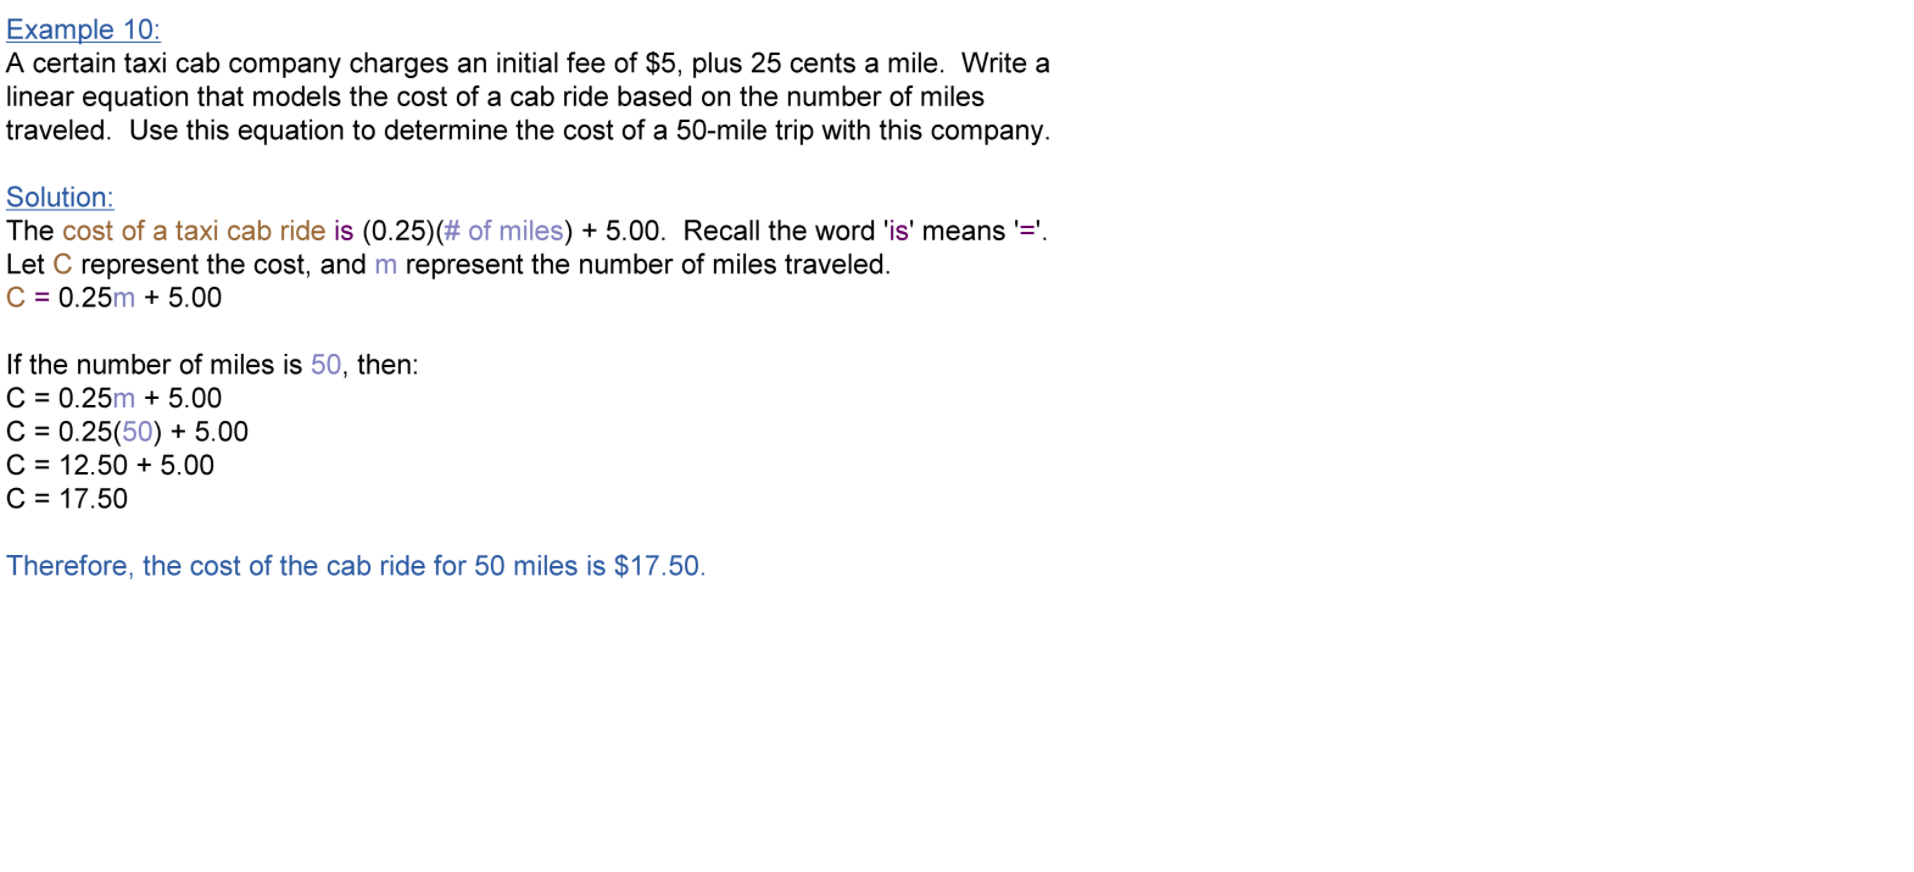 Example 10:
A certain taxi cab company charges an initial fee of $5, plus 25 cents a mile.  Write a
linear equation that models the cost of a cab ride based on the number of miles
traveled.  Use this equation to determine the cost of a 50-mile trip with this company.
Solution:
The cost of a taxi cab ride is (0.25)(# of miles) + 5.00.  Recall the word 'is' means '='.
Let C represent the cost, and m represent the number of miles traveled.
C = 0.25m + 5.00
If the number of miles is 50, then:
C = 0.25m + 5.00
C = 0.25(50) + 5.00
C = 12.50 + 5.00
C = 17.50
Therefore, the cost of the cab ride for 50 miles is $17.50.